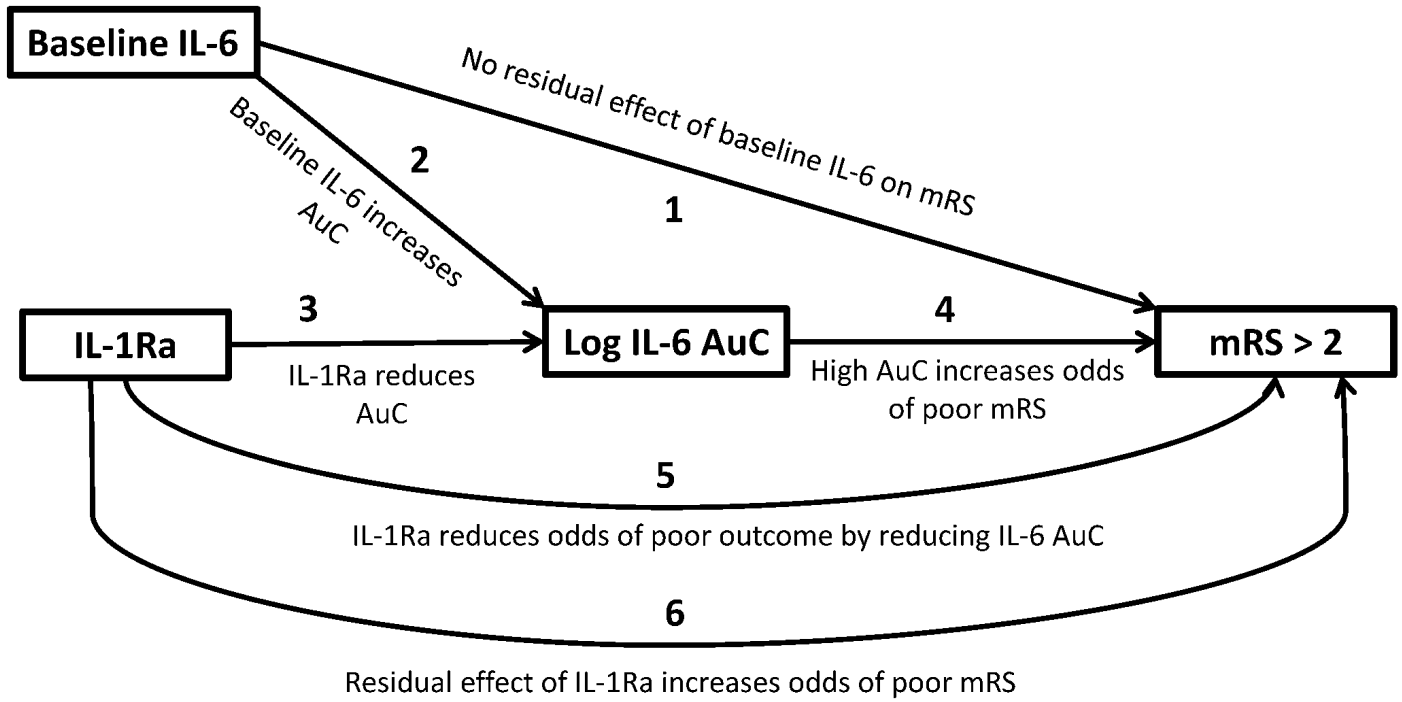 Baseline IL-6
No residual effect of baseline IL-6 on mRS
Baseline IL-6 increases
AuC
2
1
IL-1Ra
3
IL-1Ra reduces
AuC
Log IL-6 AuC
4
High AuC increases odds
of poor mRS
mRS > 2
5
IL-1Ra reduces odds of poor outcome by reducing IL-6 AuC
6
Residual effect of IL-1Ra increases odds of poor mRS